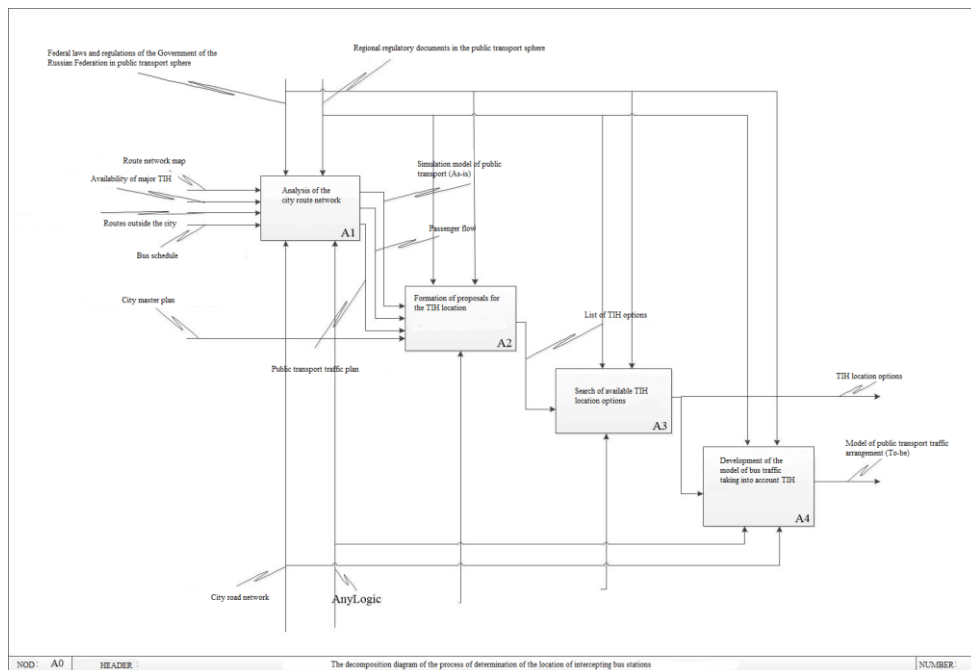 Federal laws and regulations of the Government of the
Russian Federation in public transport sphere
Regional regulatory documents in the public transport sphere
Route network map
Availability of major TIH
Routes outside the city
Bus schedule
Analysis of the
city route network
A1
Simulation model of public
transport (As-is)
Passenger flow
City master plan
Formation of proposals for
the TIH location
A2
List of TIH options
Public transport traffic plan
Search of available TIH
location options
A3
TIH location options
Development of the
model of bus traffic
taking into account TIH
A4
Model of public transport traffic
arrangement (To-be)
City road network
AnyLogic
NOD: A0
HEADER :
The decomposition diagram of the process of determination of the location of intercepting bus stations
NUMBER: